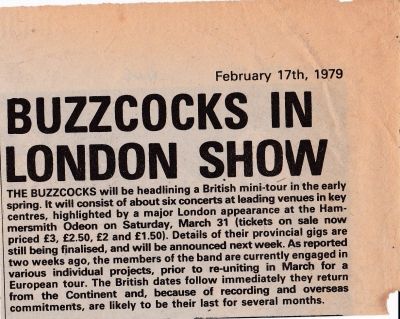 February 17th, 1979
BUZZCOCKS IN
LONDON SHOW
THE BUZZCOCKS will be headlining a British mini-tour in the early
spring. It will consist of about six concerts at leading venues in key
centres, highlighted by a major London appearance at the Ham-
mersmith Odeon on Saturday, March 31 (tickets on sale now
priced £3, £2.50, £2 and £1.50). Details of their provincial gigs are
still being finalised, and will be announced next week. As reported
two weeks ago, the members of the band are currently engaged in
various individual projects, prior to re-uniting in March for a
European tour. The British dates follow immediately they return
from the Continent and, because of recording and overseas
commitments, are likely to be their last for several months.